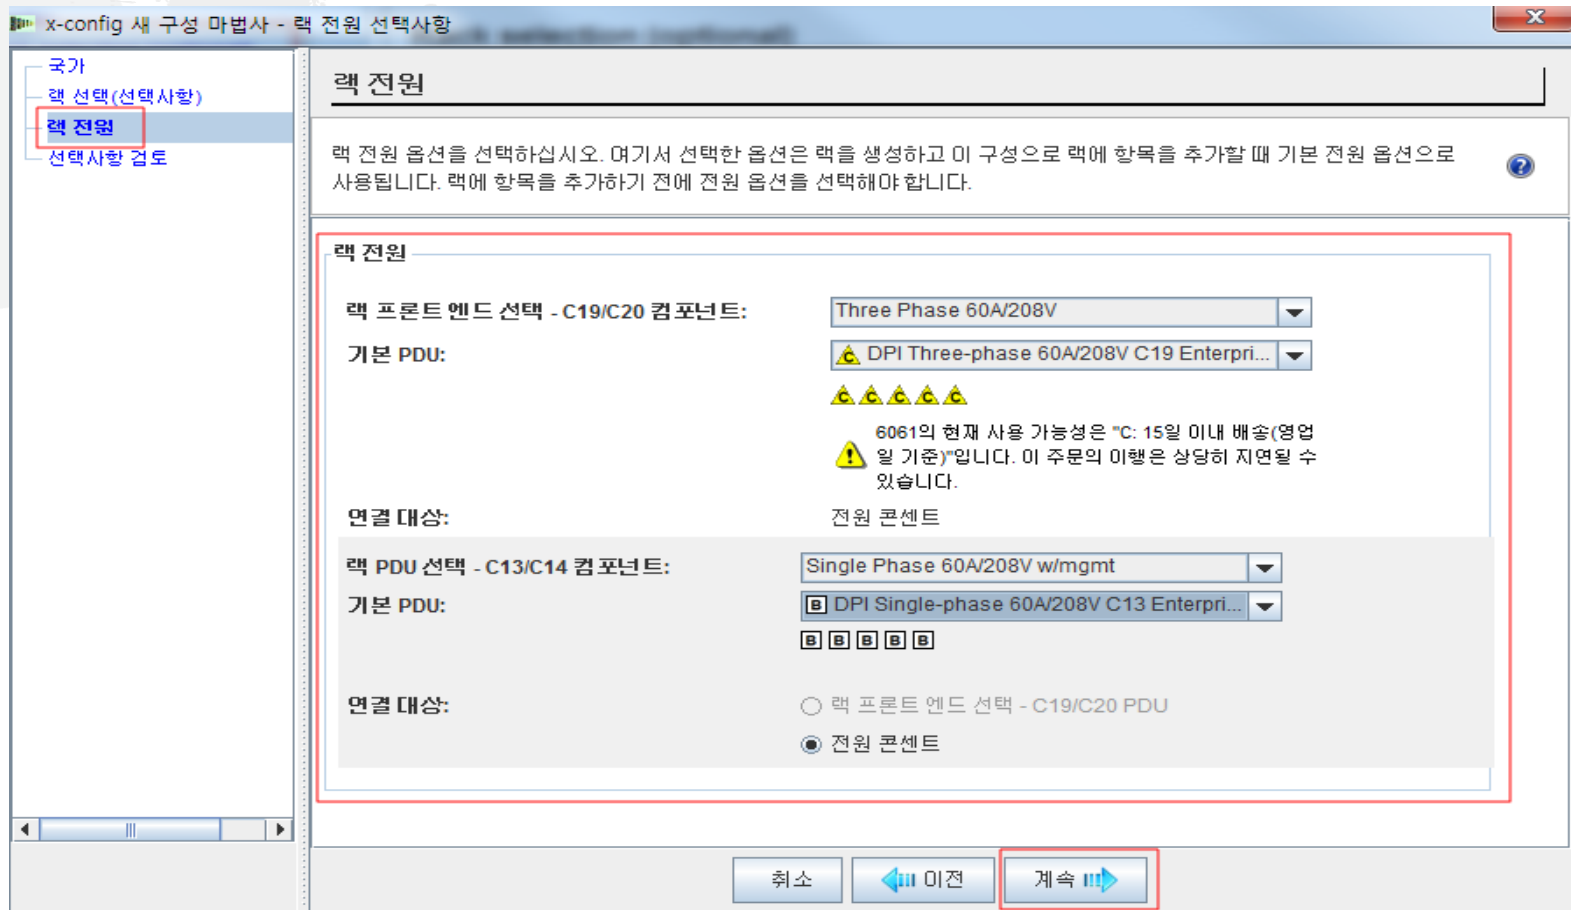 x-config 새 구성 마법사 - 랙 전원 선택사항
국가
랙 선택(선택사항)
랙 전원
선택사항 검토
랙 전원
랙 전원 옵션을 선택하십시오. 여기서 선택한 옵션은 랙을 생성하고 이 구성으로 랙에 항목을 추가할 때 기본 전원 옵션으로
사용됩니다. 랙에 항목을 추가하기 전에 전원 옵션을 선택해야 합니다.
랙 전원
랙 프론트 엔드 선택 - C19/C20 컴포넌트:
Three Phase 60A/208V
기본 PDU:
C DPI Three-phase 60A/208V C19 Enterpri...
C C C C C
6061의 현재 사용 가능성은 "C: 15일 이내 배송(영업
일 기준)"입니다. 이 주문의 이행은 상당히 지연될 수
있습니다.
연결 대상:
전원 콘센트
랙 PDU 선택 - C13/C14 컴포넌트:
Single Phase 60A/208V w/mgmt
기본 PDU:
B DPI Single-phase 60A/208V C13 Enterpri...
B B B B B
연결 대상:
랙 프론트 엔드 선택 - C19/C20 PDU
전원 콘센트
취소
이전
계속